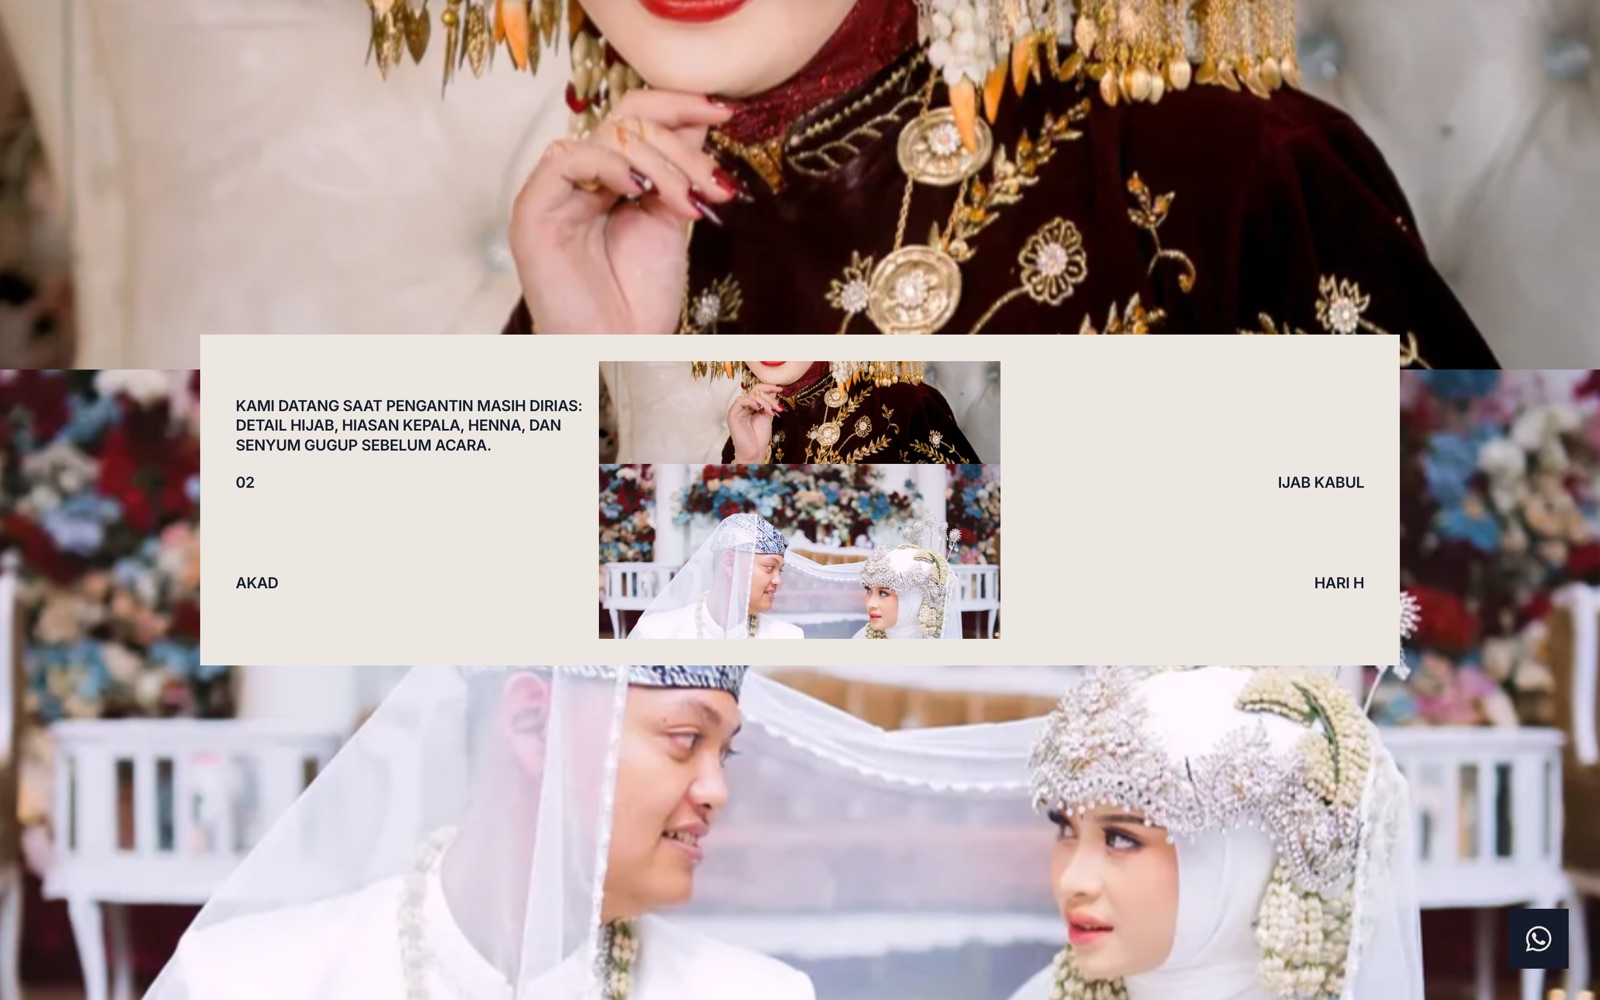 KAMI DATANG SAAT PENGANTIN MASIH DIRIAS:
DETAIL HIJAB, HIASAN KEPALA, HENNA, DAN
SENYUM GUGUP SEBELUM ACARA.
02
IJAB KABUL
AKAD
HARI H